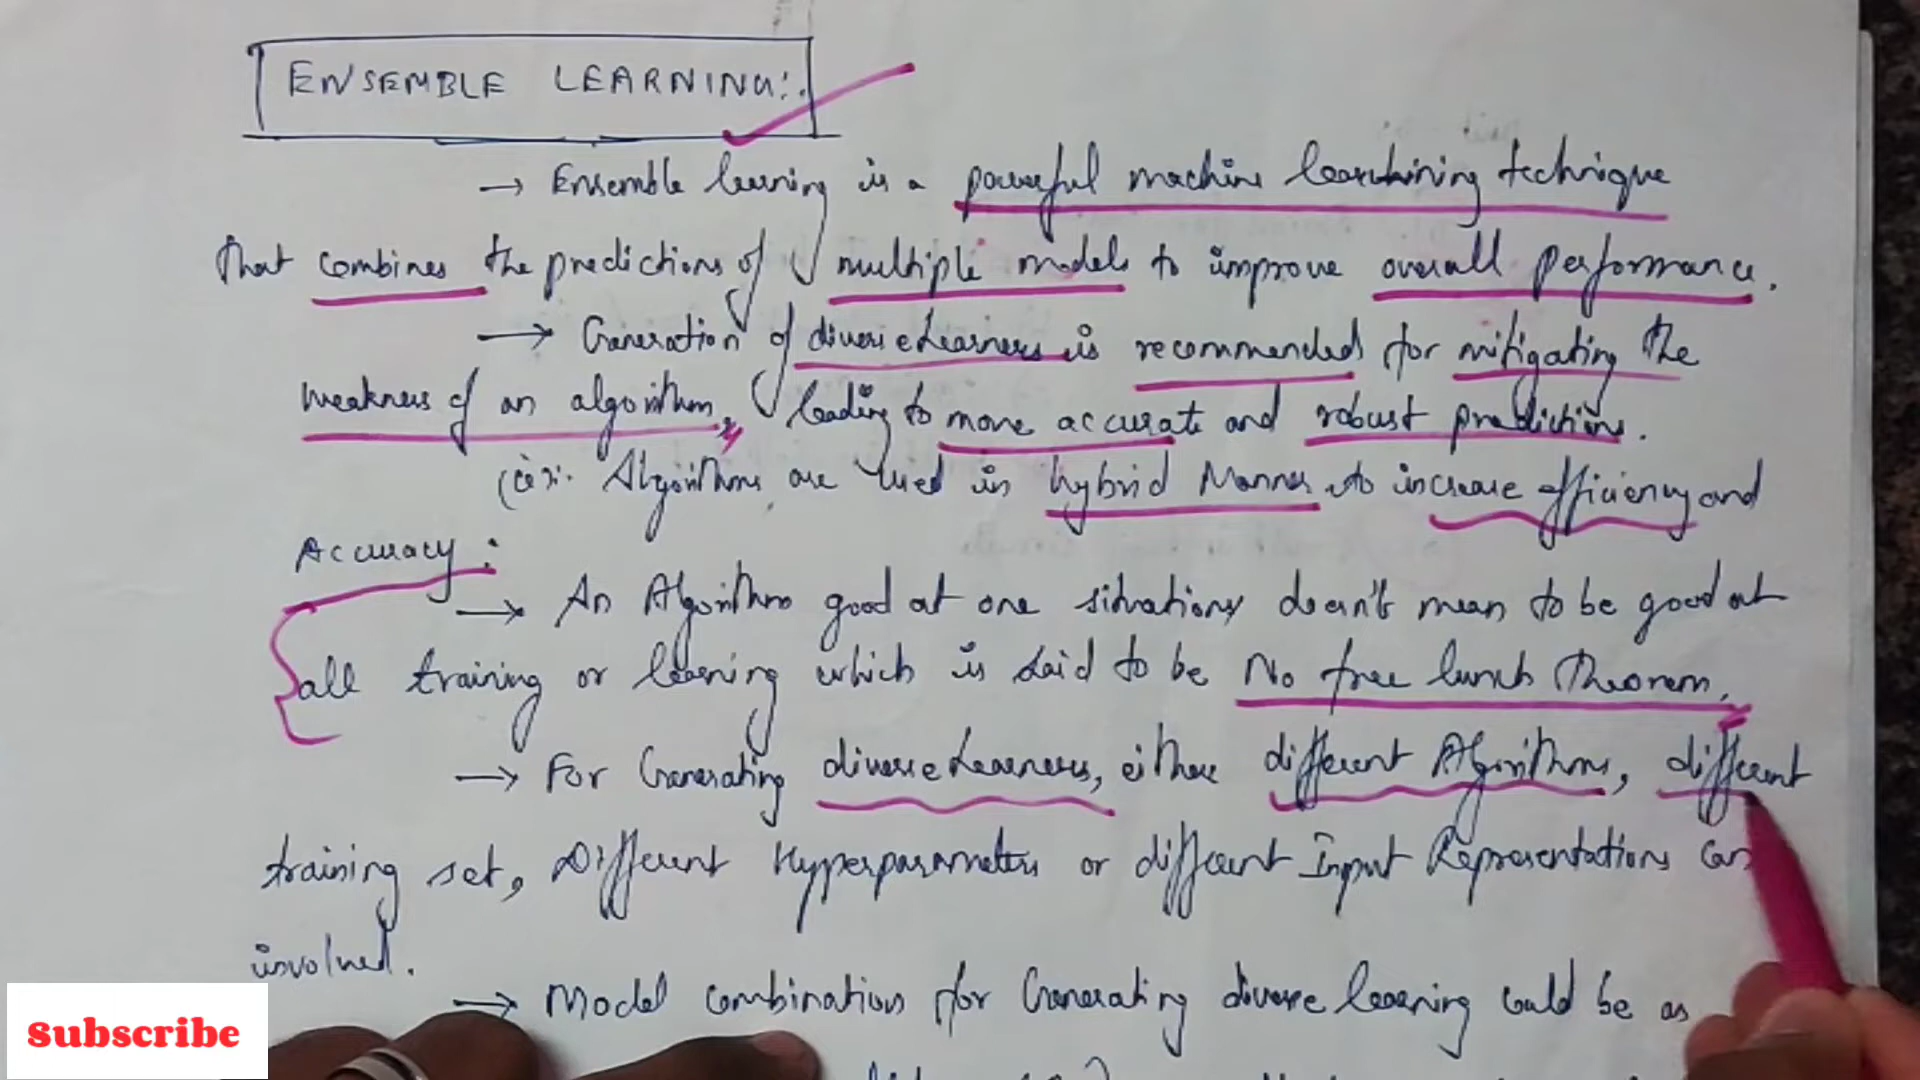 ENSEMBLE LEARNING:.
→ Ensemble learning is a powerful machine learning technique
that combines the predictions of multiple models to improve overall performance.
→ Generation of diverse Learners is recommended for mitigating the
weakness of an algorithm, leading to more accurate and robust predictions.
(ex:- Algorithms are used in hybrid Manner to increase efficiency and
Accuracy:
→ An Algorithm good at one situation doesn't mean to be good at
all training or learning which is said to be No free lunch Theorem.
→ For Generating diverse Learners, either different Algorithms, different
training set, Different Hyperparameters or different Input Representations can
involved.
→ Model combination for Generating diverse learning could be as
Subscribe